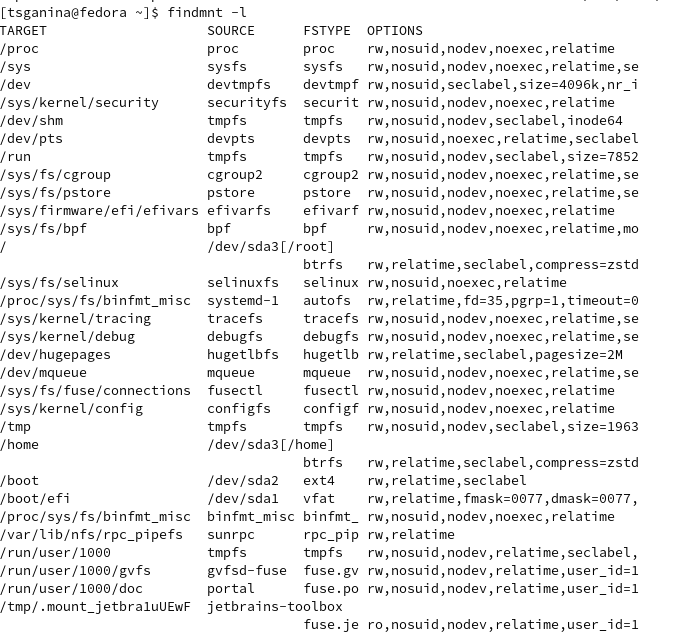 [tsganina@fedora ~]$ findmnt -l
TARGET SOURCE FSTYPE OPTIONS
/proc proc proc rw,nosuid,nodev,noexec,relatime
/sys sysfs sysfs rw,nosuid,nodev,noexec,relatime,se
/dev devtmpfs devtmpf rw,nosuid,seclabel,size=4096k,nr_i
/sys/kernel/security securityfs securit rw,nosuid,nodev,noexec,relatime
/dev/shm tmpfs tmpfs rw,nosuid,nodev,seclabel,inode64
/dev/pts devpts devpts rw,nosuid,noexec,relatime,seclabel
/run tmpfs tmpfs rw,nosuid,nodev,seclabel,size=7852
/sys/fs/cgroup cgroup2 cgroup2 rw,nosuid,nodev,noexec,relatime,se
/sys/fs/pstore pstore pstore rw,nosuid,nodev,noexec,relatime,se
/sys/firmware/efi/efivars efivarfs efivarf rw,nosuid,nodev,noexec,relatime
/sys/fs/bpf bpf bpf rw,nosuid,nodev,noexec,relatime,mo
/ /dev/sda3[/root]
btrfs rw,relatime,seclabel,compress=zstd
/sys/fs/selinux selinuxfs selinux rw,nosuid,noexec,relatime
/proc/sys/fs/binfmt_misc systemd-1 autofs rw,relatime,fd=35,pgrp=1,timeout=0
/sys/kernel/tracing tracefs tracefs rw,nosuid,nodev,noexec,relatime,se
/sys/kernel/debug debugfs debugfs rw,nosuid,nodev,noexec,relatime,se
/dev/hugepages hugetlbfs hugetlb rw,relatime,seclabel,pagesize=2M
/dev/mqueue mqueue mqueue rw,nosuid,nodev,noexec,relatime,se
/sys/fs/fuse/connections fusectl fusectl rw,nosuid,nodev,noexec,relatime
/sys/kernel/config configfs configf rw,nosuid,nodev,noexec,relatime
/tmp tmpfs tmpfs rw,nosuid,nodev,seclabel,size=1963
/home /dev/sda3[/home]
btrfs rw,relatime,seclabel,compress=zstd
/boot /dev/sda2 ext4 rw,relatime,seclabel
/boot/efi /dev/sda1 vfat rw,relatime,fmask=0077,dmask=0077,
/proc/sys/fs/binfmt_misc binfmt_misc binfmt_ rw,nosuid,nodev,noexec,relatime
/var/lib/nfs/rpc_pipefs sunrpc rpc_pip rw,relatime
/run/user/1000 tmpfs tmpfs rw,nosuid,nodev,relatime,seclabel,
/run/user/1000/gvfs gvfsd-fuse fuse.gv rw,nosuid,nodev,relatime,user_id=1
/run/user/1000/doc portal fuse.po rw,nosuid,nodev,relatime,user_id=1
/tmp/.mount_jetbra1uUEwF jetbrains-toolbox
fuse.je ro,nosuid,nodev,relatime,user_id=1